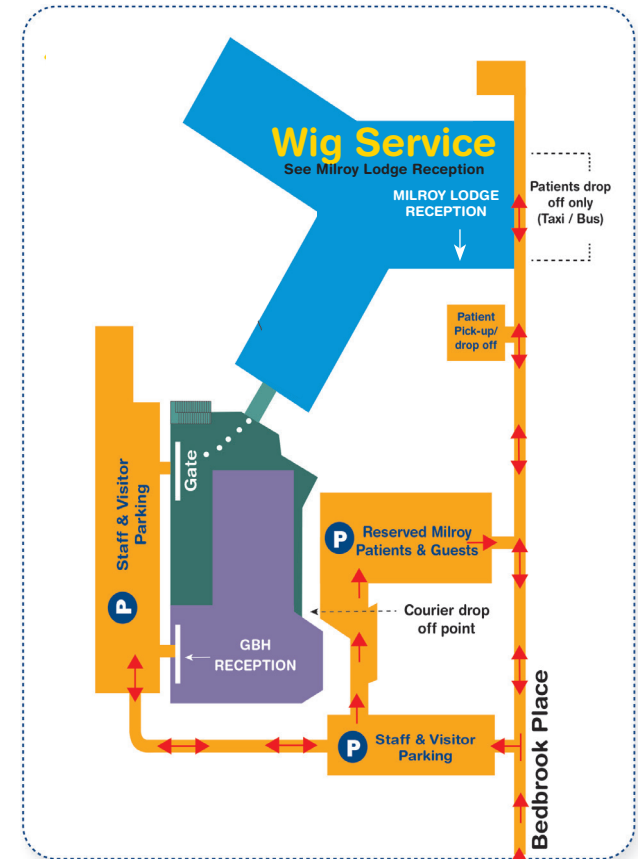 Wig Service
See Milroy Lodge Reception
MILROY LODGE
RECEPTION
Patients drop
off only
(Taxi / Bus)
Patient
Pick-up/
drop off
Gate
Staff & Visitor
Parking
P
P
Reserved Milroy
Patients & Guests
Courier drop
off point
GBH
RECEPTION
P
Staff & Visitor
Parking
Bedbrook Place